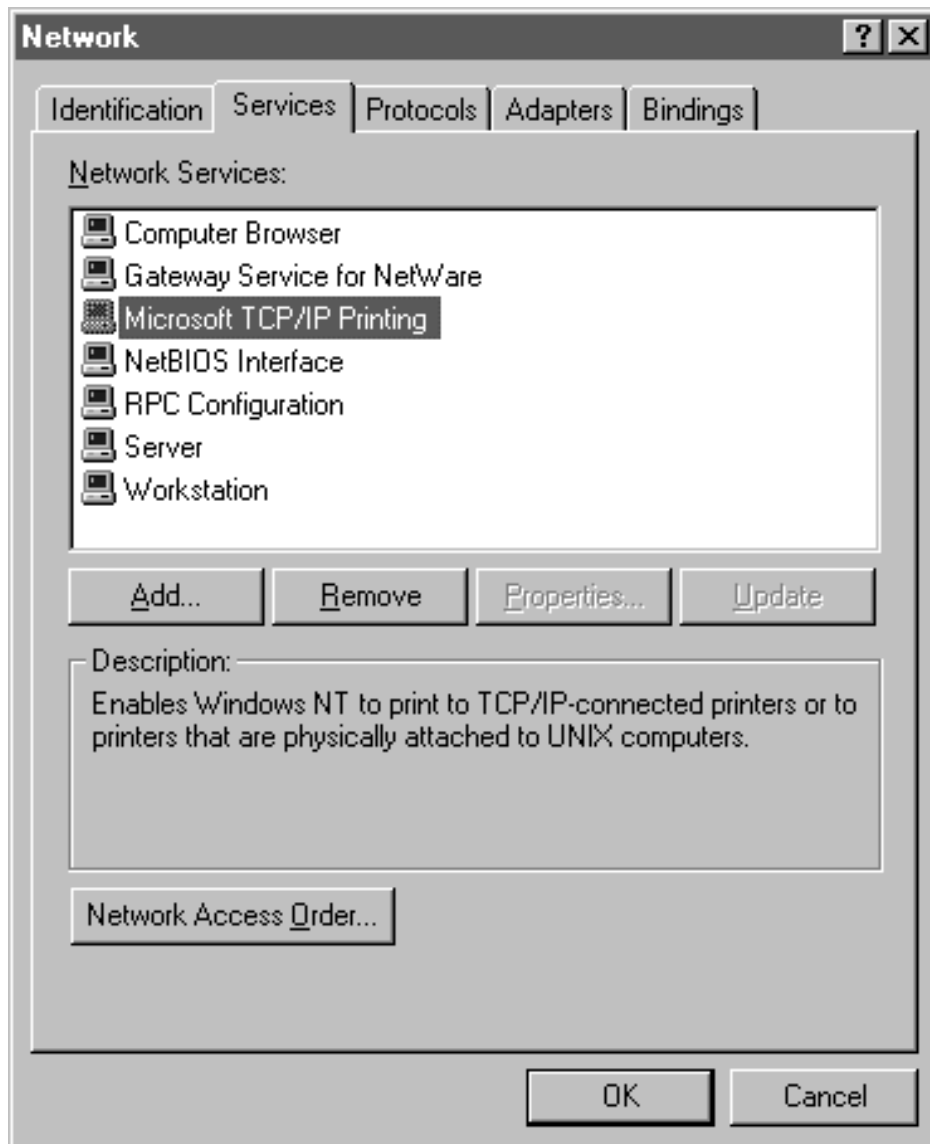 Network
Identification Services Protocols Adapters Bindings
Network Services:
Computer Browser
Gateway Service for NetWare
Microsoft TCP/IP Printing
NetBIOS Interface
RPC Configuration
Server
Workstation
Add... Remove Properties... Update
Description:
Enables Windows NT to print to TCP/IP-connected printers or to
printers that are physically attached to UNIX computers.
Network Access Order...
OK Cancel